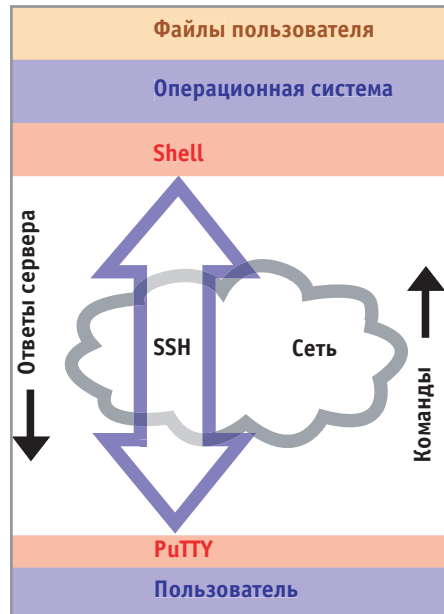 Файлы пользователя
Операционная система
Shell
Ответы сервера
SSH
Сеть
Команды
PuTTY
Пользователь